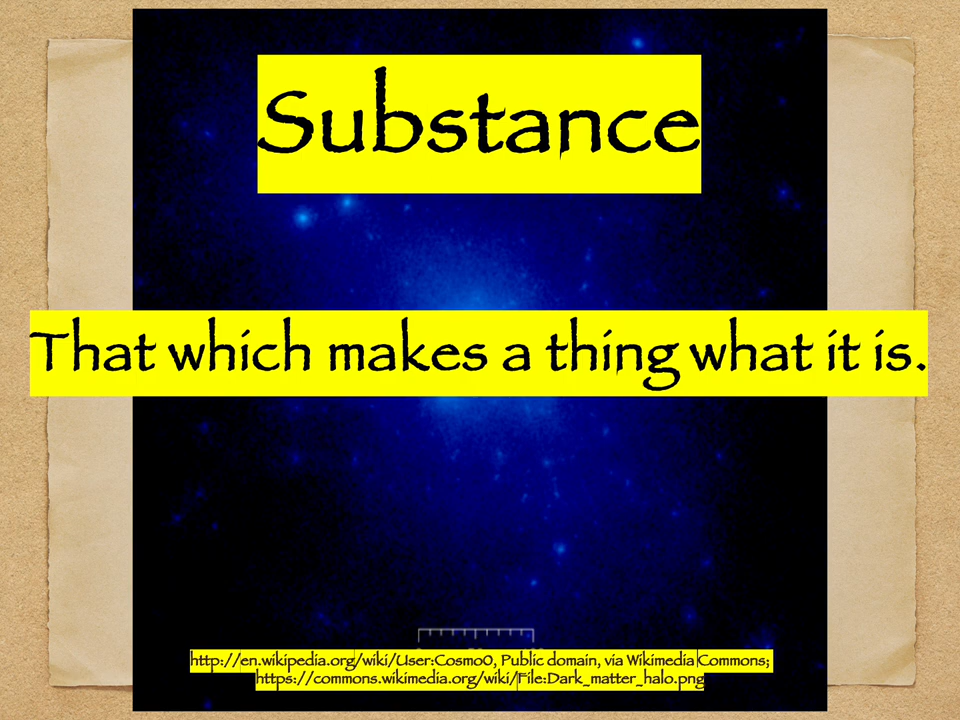 Substance
That which makes a thing what it is.
http://en.wikipedia.org/wiki/User:Cosmo0, Public domain, via Wikimedia Commons;
https://commons.wikimedia.org/wiki/File:Dark_matter_halo.png